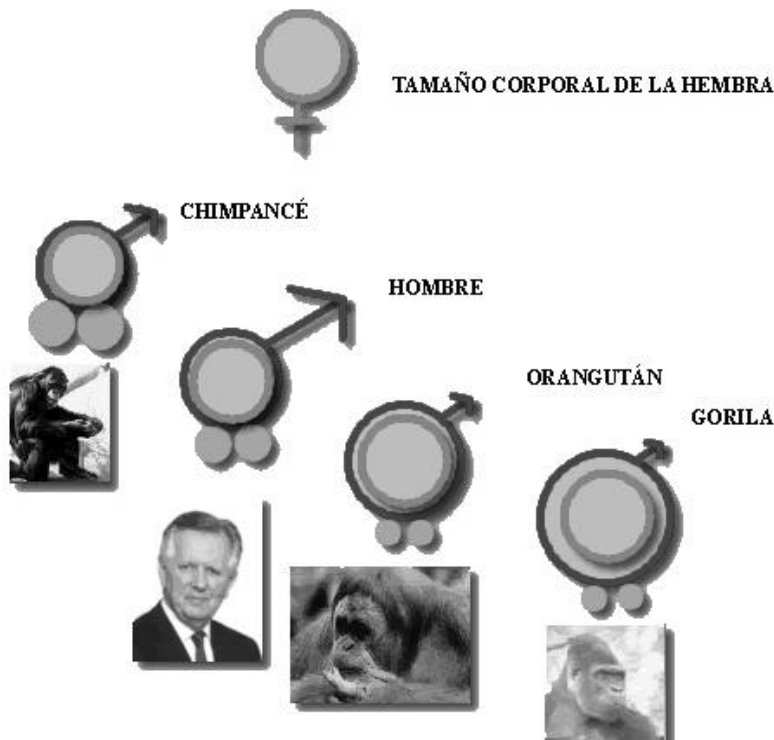 TAMAÑO CORPORAL DE LA HEMBRA
CHIMPANCÉ
HOMBRE
ORANGUTÁN
GORILA